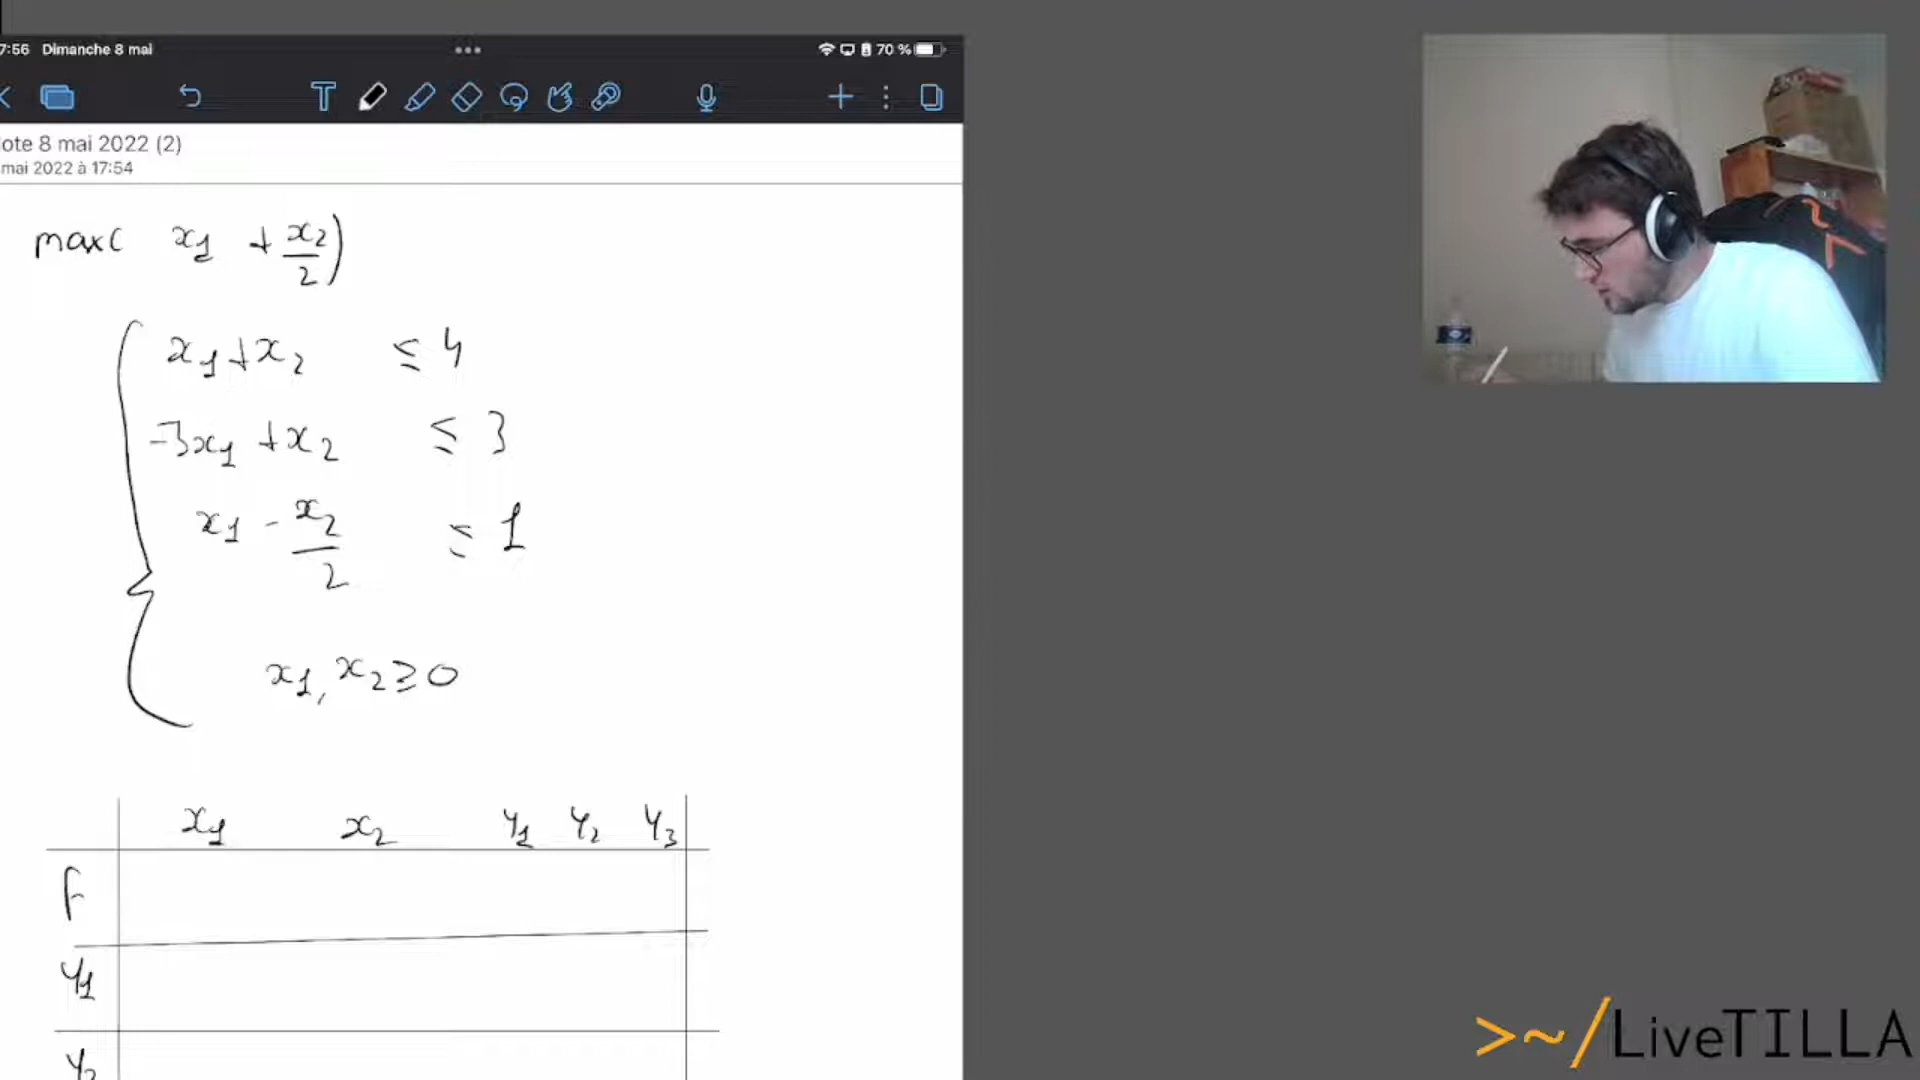 7:56 Dimanche 8 mai
70 %
ote 8 mai 2022 (2)
mai 2022 à 17:54
max( x₁ + x₂/2)
x₁ + x₂ ≤ 4
-3x₁ + x₂ ≤ 3
x₁ - x₂/2 ≤ 1
x₁, x₂ ≥ 0
x₁ x₂ y₁ y₂ y₃
F
y₁
y₂
>~/LiveTILLA